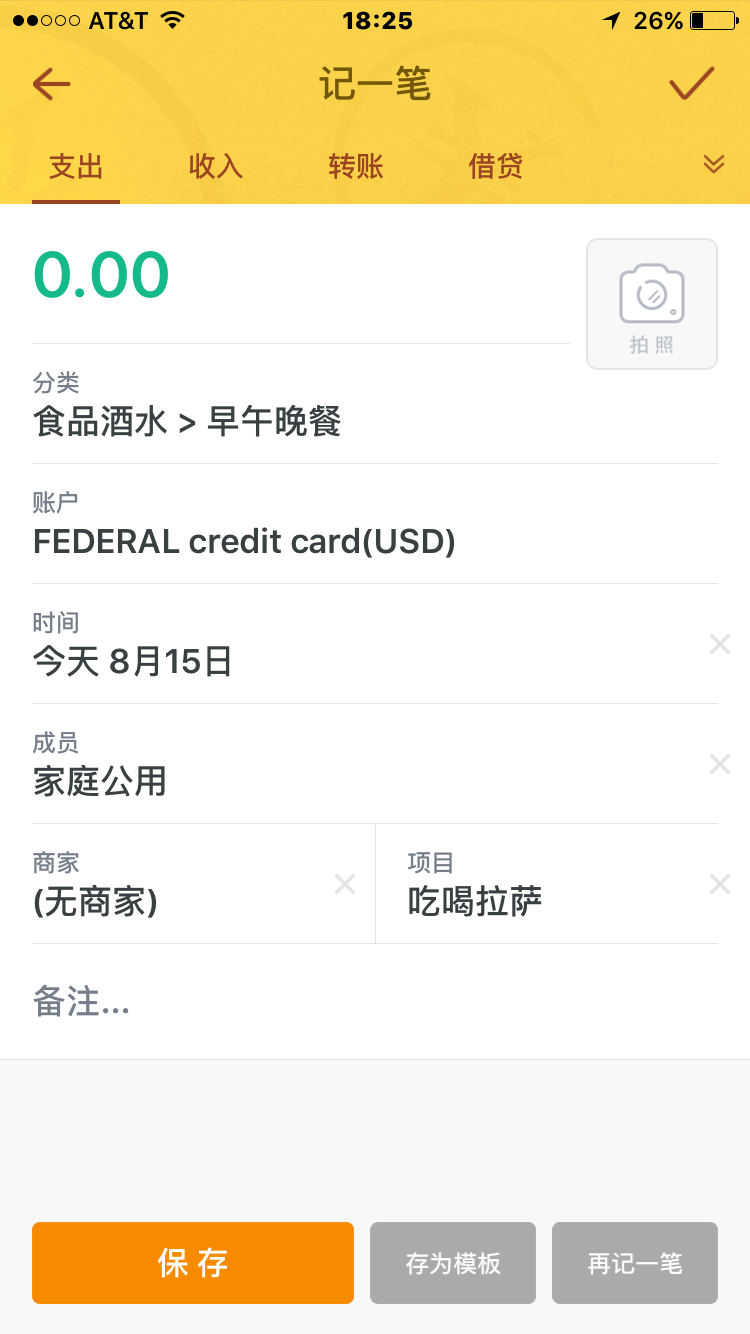 AT&T 18:25 26%
记一笔
支出 收入 转账 借贷
0.00
拍照
分类
食品酒水 > 早午晚餐
账户
FEDERAL credit card(USD)
时间
今天 8月15日
成员
家庭公用
商家 项目
(无商家) 吃喝拉萨
备注...
保存 存为模板 再记一笔